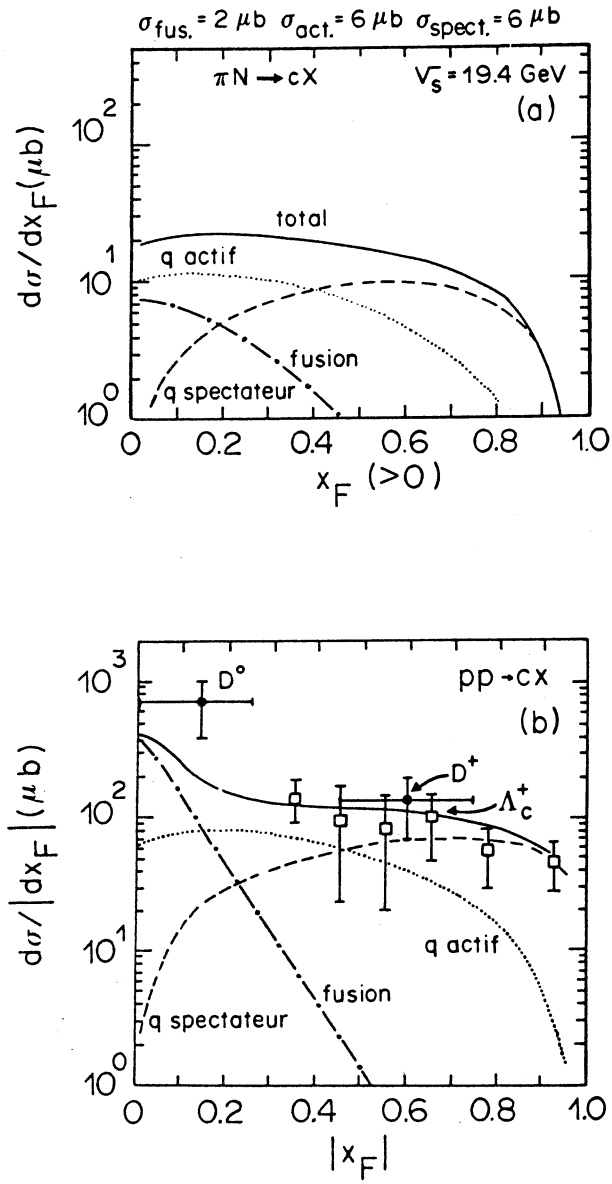 σfus. = 2 μb σact. = 6 μb σspect. = 6 μb
πN → cX √s = 19.4 GeV
(a)
dσ/dxF (μb)
10²
10¹
10⁰
total
q actif
fusion
q spectateur
0 0.2 0.4 0.6 0.8 1.0
xF (>0)
pp → cx
(b)
dσ/|dxF| (μb)
10³
10²
10¹
10⁰
D°
D⁺
Λc⁺
q actif
fusion
q spectateur
0 0.2 0.4 0.6 0.8 1.0
|xF|